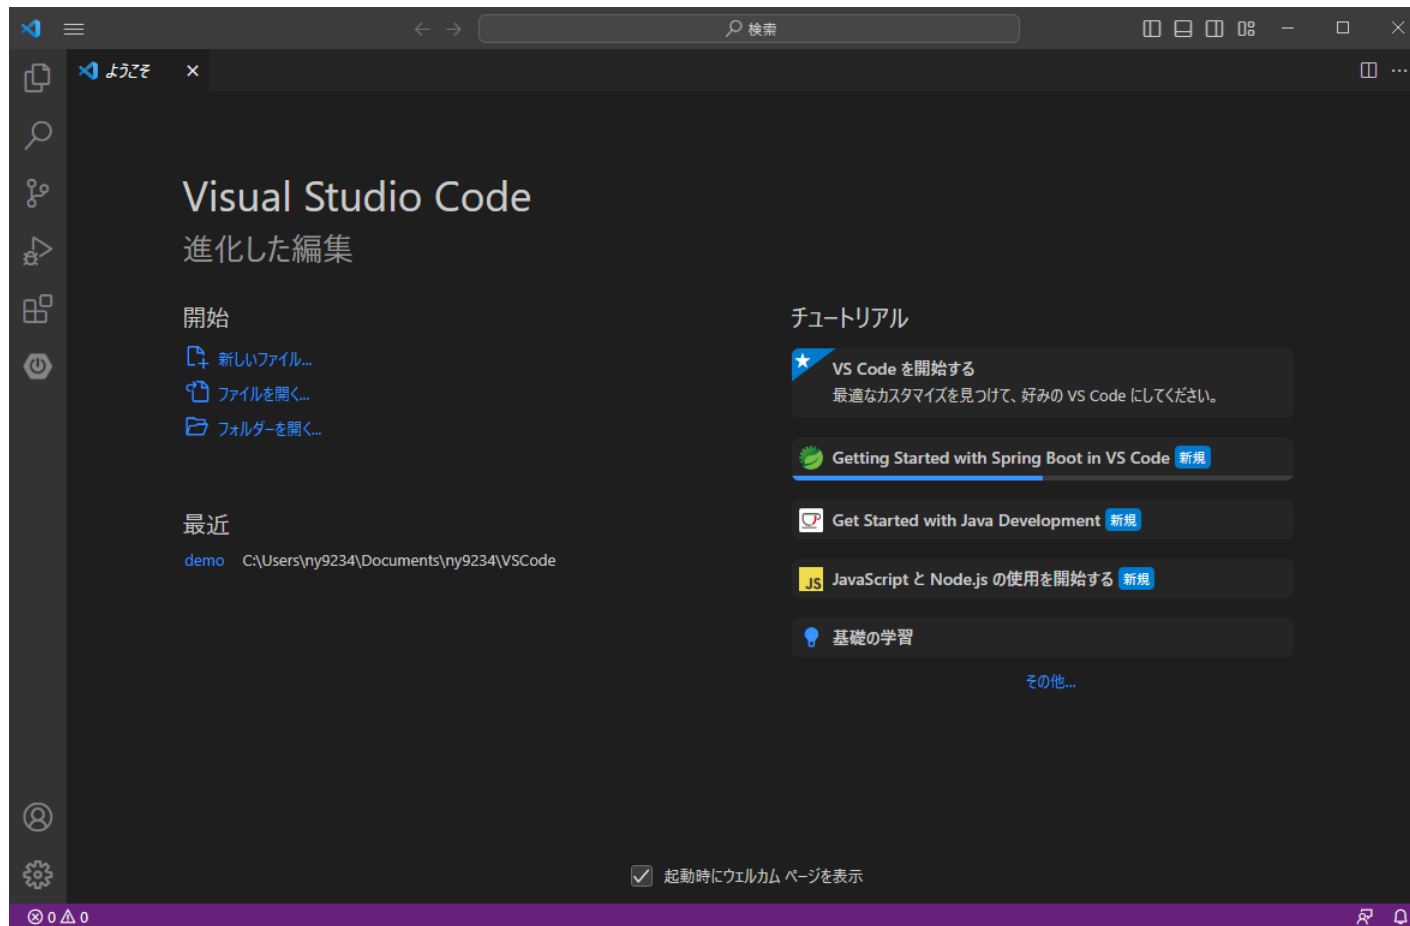 検索
ようこそ
Visual Studio Code
進化した編集
開始
新しいファイル...
ファイルを開く...
フォルダーを開く...
最近
demo C:\Users\ny9234\Documents\ny9234\VSCode
チュートリアル
VS Code を開始する
最適なカスタマイズを見つけて、好みの VS Code にしてください。
Getting Started with Spring Boot in VS Code 新規
Get Started with Java Development 新規
JS JavaScript と Node.js の使用を開始する 新規
基礎の学習
その他...
起動時にウェルカム ページを表示
0 0